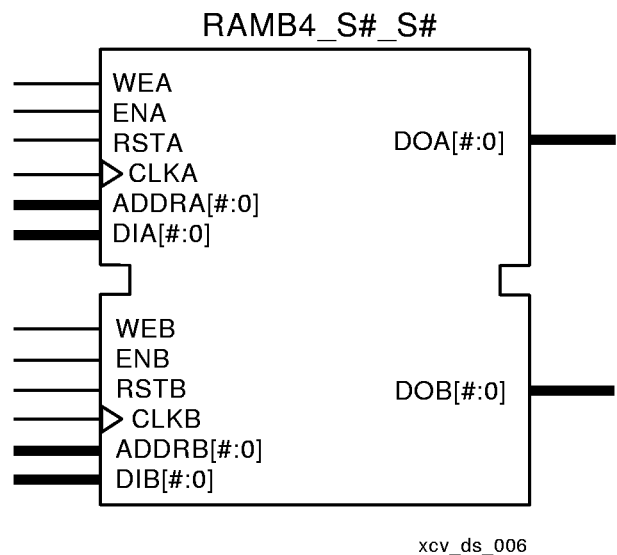 RAMB4_S#_S#
WEA
ENA
RSTA
DOA[#:0]
CLKA
ADDRA[#:0]
DIA[#:0]
WEB
ENB
RSTB
DOB[#:0]
CLKB
ADDRB[#:0]
DIB[#:0]
xcv_ds_006